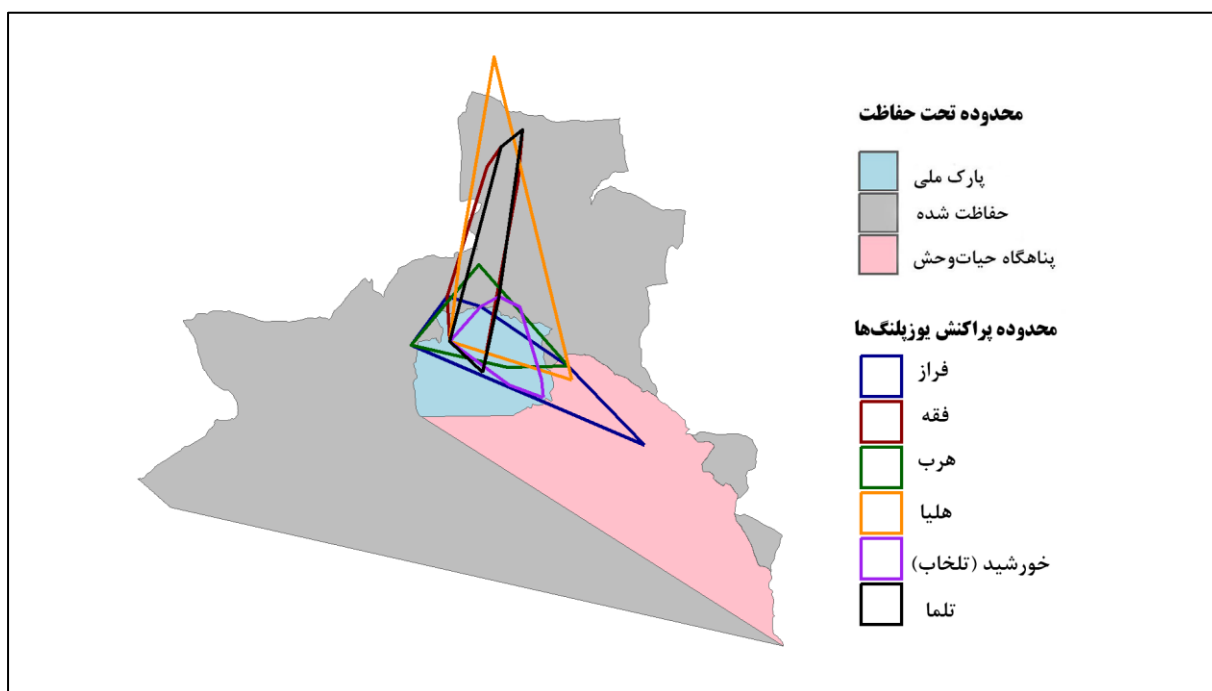 محدوده تحت حفاظت
پارک ملی
حفاظت شده
پناهگاه حیات‌وحش
محدوده پراکنش یوزپلنگ‌ها
فراز
فقه
هرب
هلیا
خورشید (تلخاب)
تلما